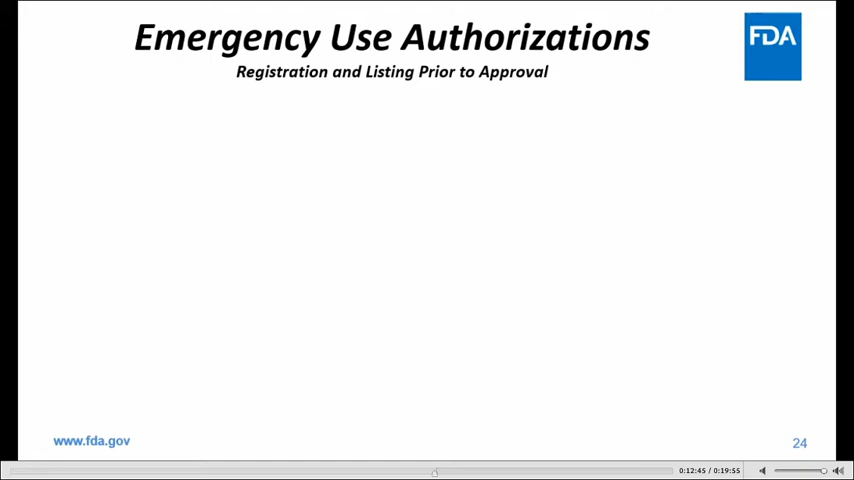 Emergency Use Authorizations
FDA
Registration and Listing Prior to Approval
www.fda.gov
24
0:12:45 / 0:19:55